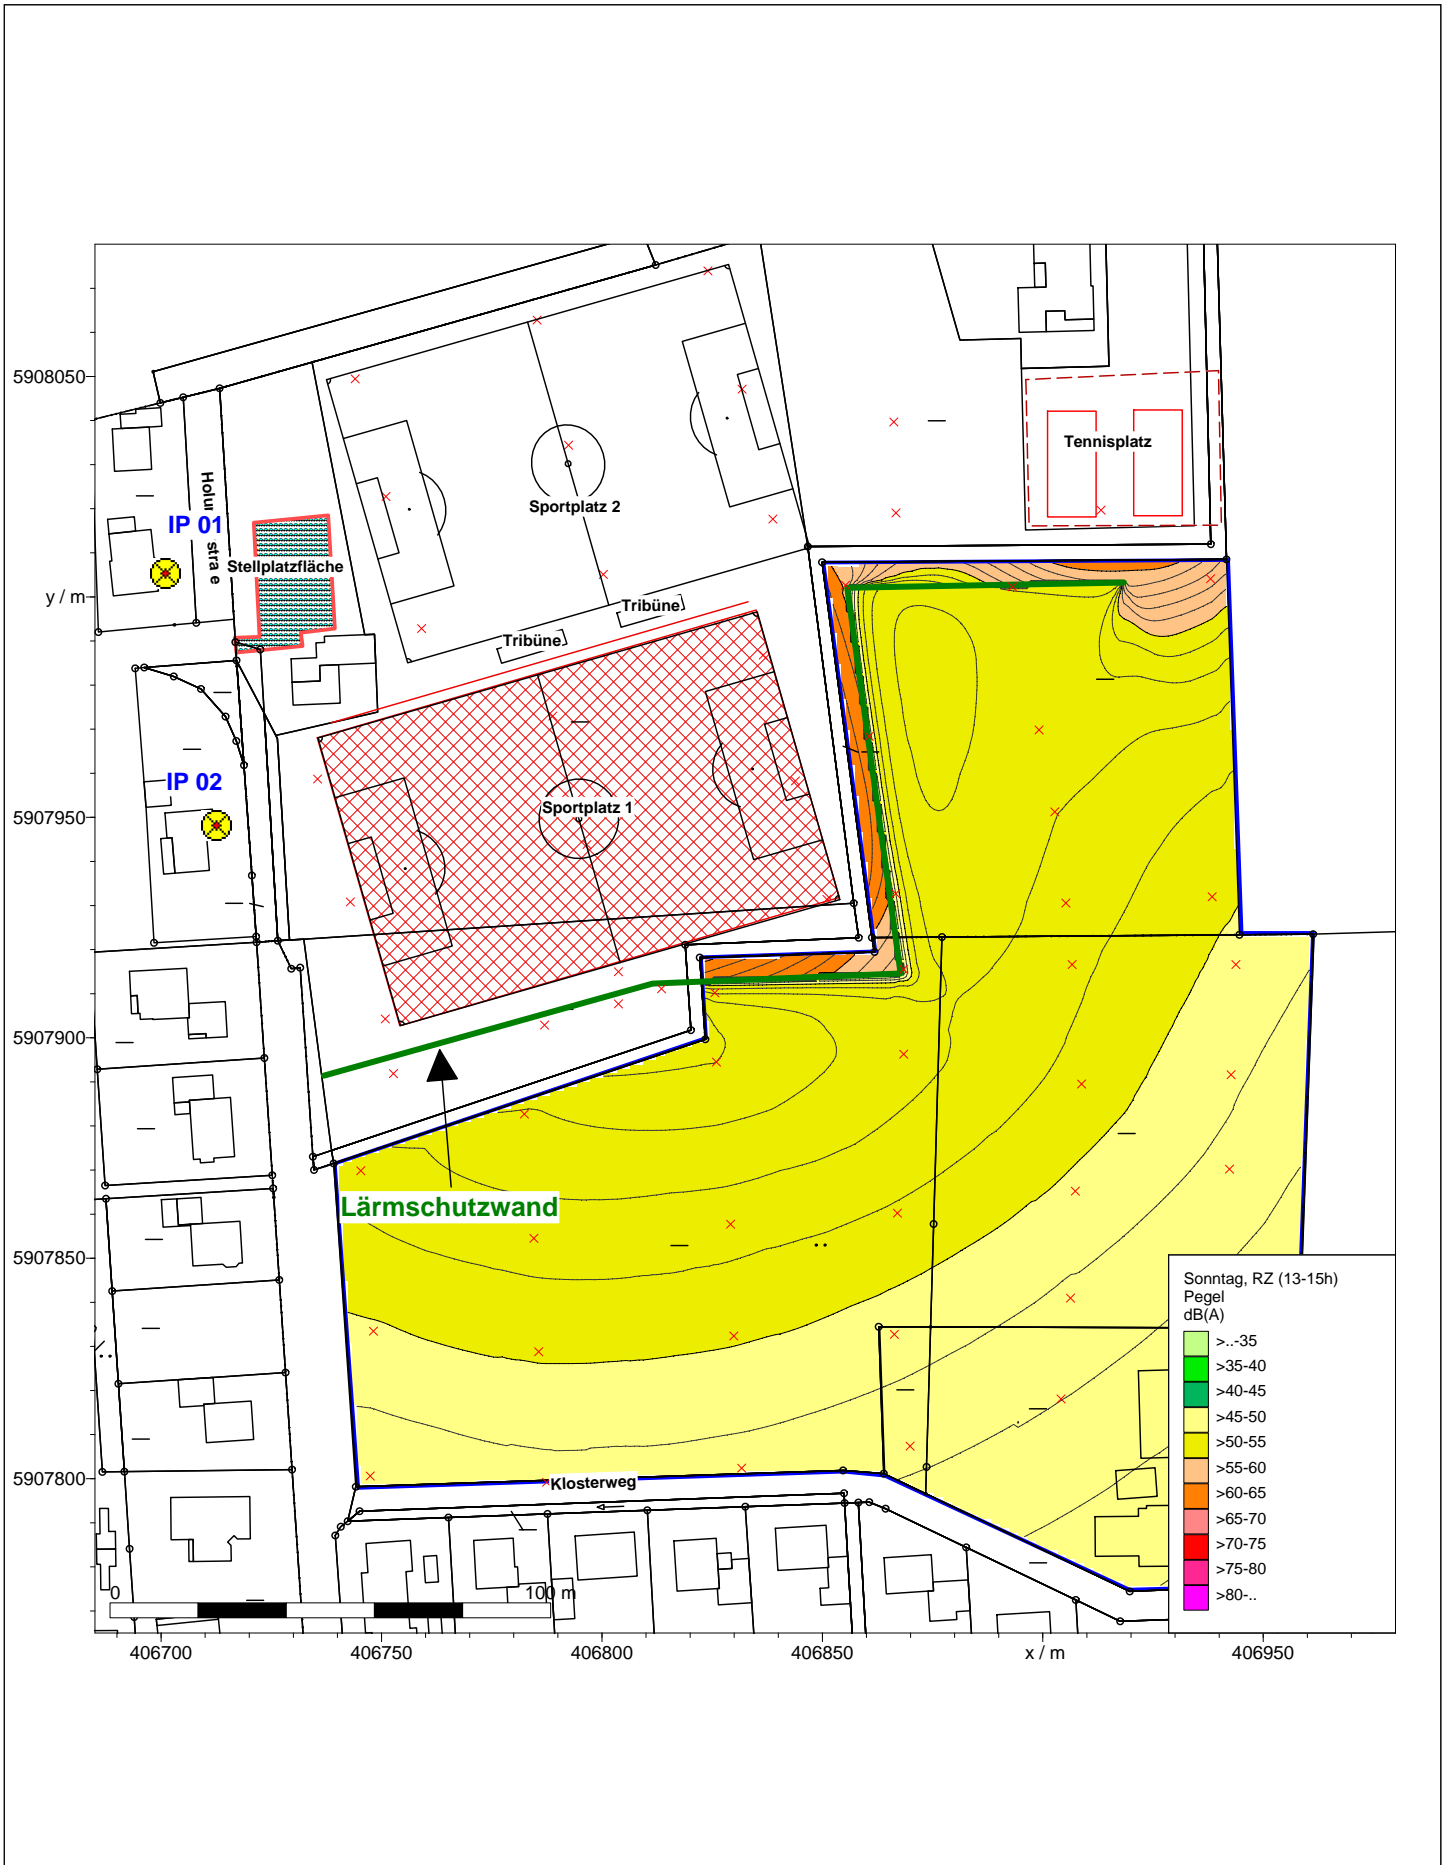 5908050
Tennisplatz
Sportplatz 2
IP 01
Stellplatzfläche
y / m
Tribüne
Tribüne
IP 02
5907950
Sportplatz 1
5907900
Lärmschutzwand
5907850
Sonntag, RZ (13-15h)
Pegel
dB(A)
>..-35
>35-40
>40-45
>45-50
>50-55
>55-60
>60-65
>65-70
>70-75
>75-80
>80-..
5907800
Klosterweg
0
100 m
406700
406750
406800
406850
x / m
406950